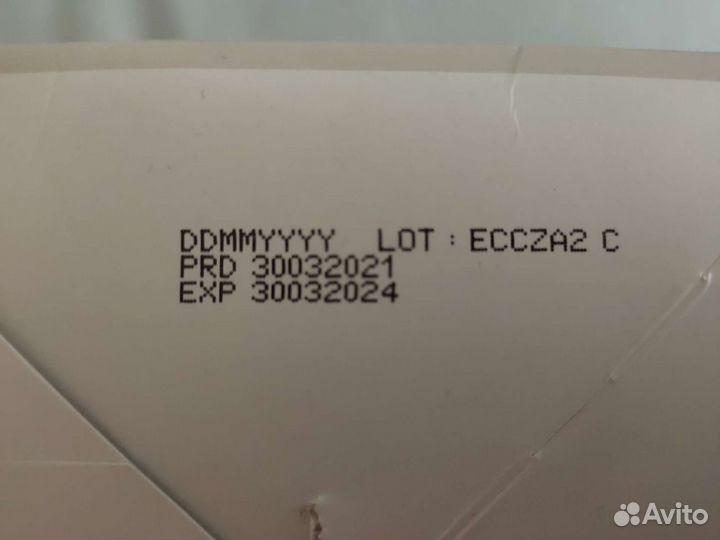 DDMMYYYY LOT : ECCZA2 C
PRD 30032021
EXP 30032024
Avito